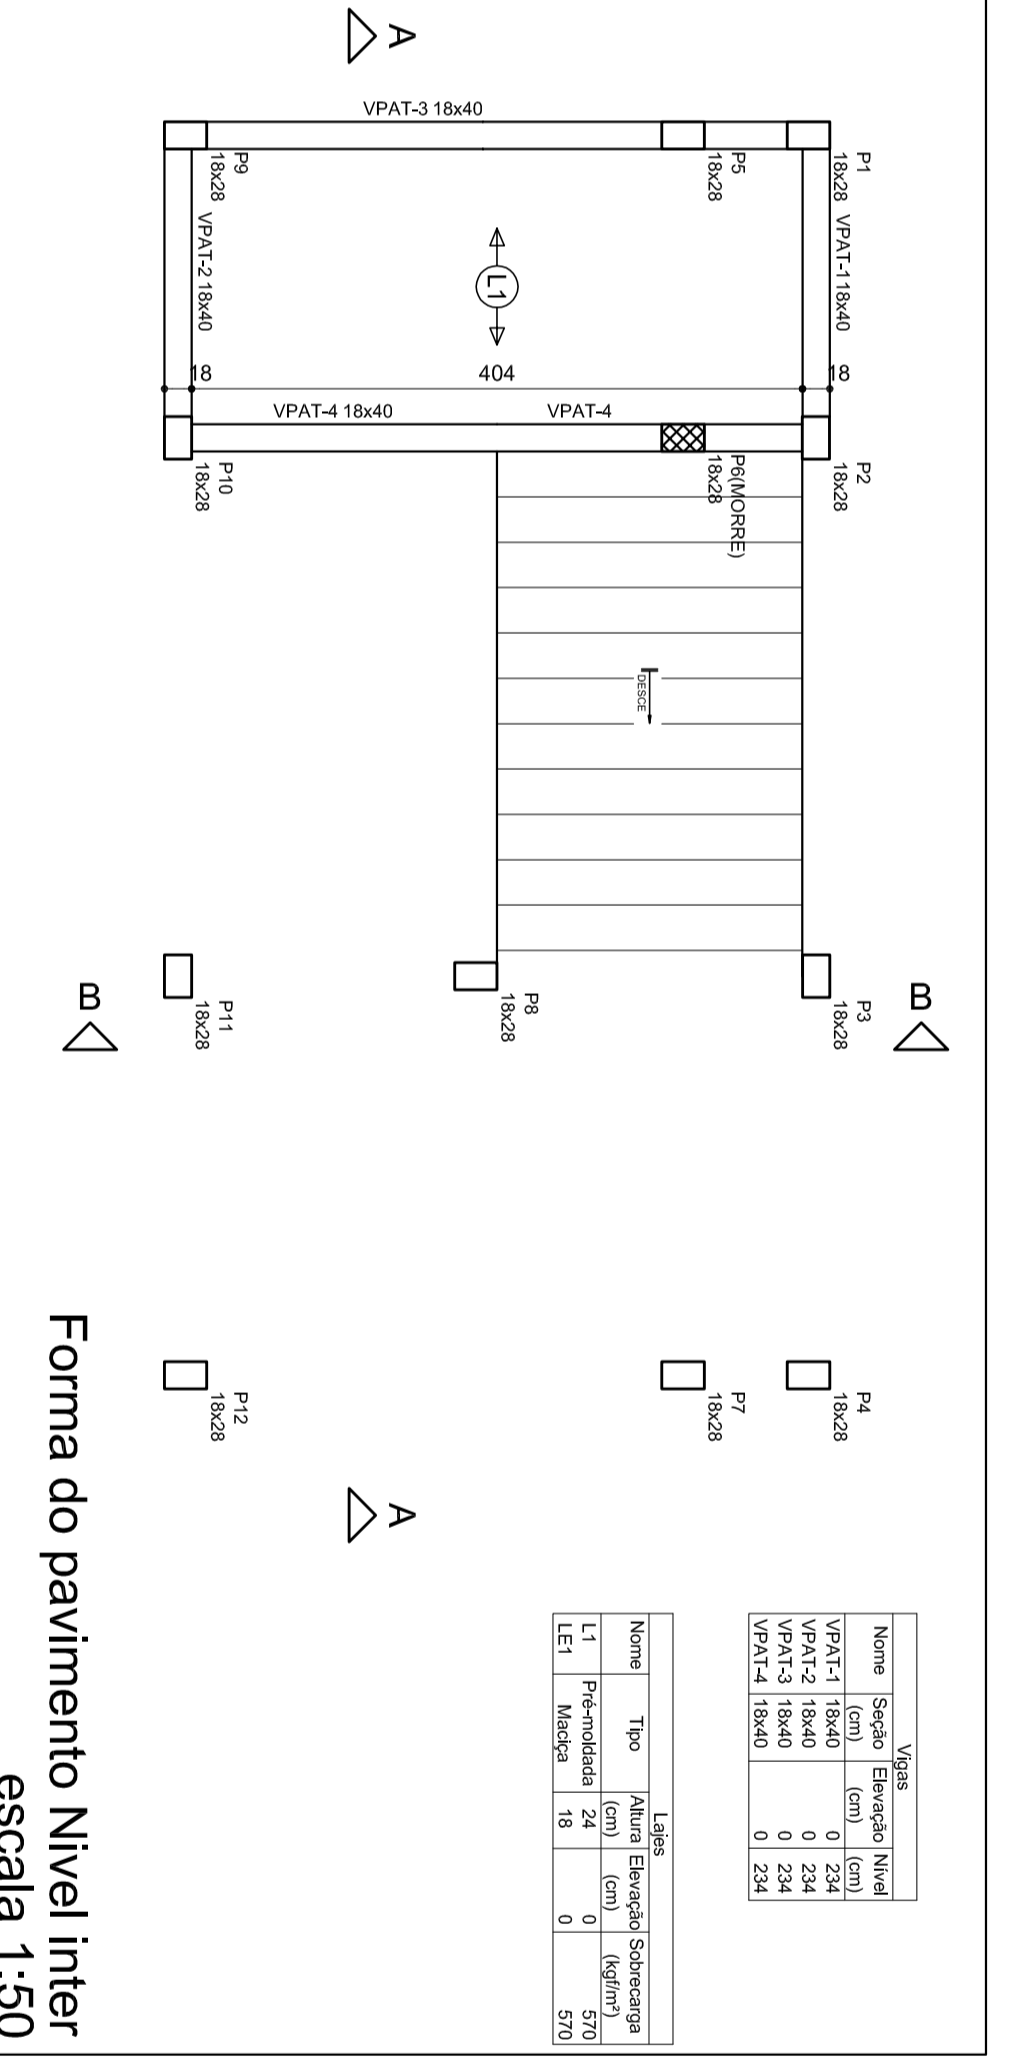 A
VPAT-3 18x40
P1
18x28
VPAT-1 18x40
P5
18x28
P9
18x28
VPAT-2 18x40
L1
18
404
18
VPAT-4 18x40
VPAT-4
P2
18x28
P6(MORRE)
18x28
P10
18x28
DESCE
B
P3
18x28
P8
18x28
P11
18x28
B
P4
18x28
P7
18x28
P12
18x28
A
Vigas
Nome Seção Elevação Nível
(cm) (cm) (cm)
VPAT-1 18x40 0 234
VPAT-2 18x40 0 234
VPAT-3 18x40 0 234
VPAT-4 18x40 0 234
Lajes
Nome Tipo Altura Elevação Sobrecarga
(cm) (cm) (kgf/m²)
L1 Pré-moldada 24 0 570
LE1 Maciça 18 0 570
Forma do pavimento Nivel inter
escala 1:50